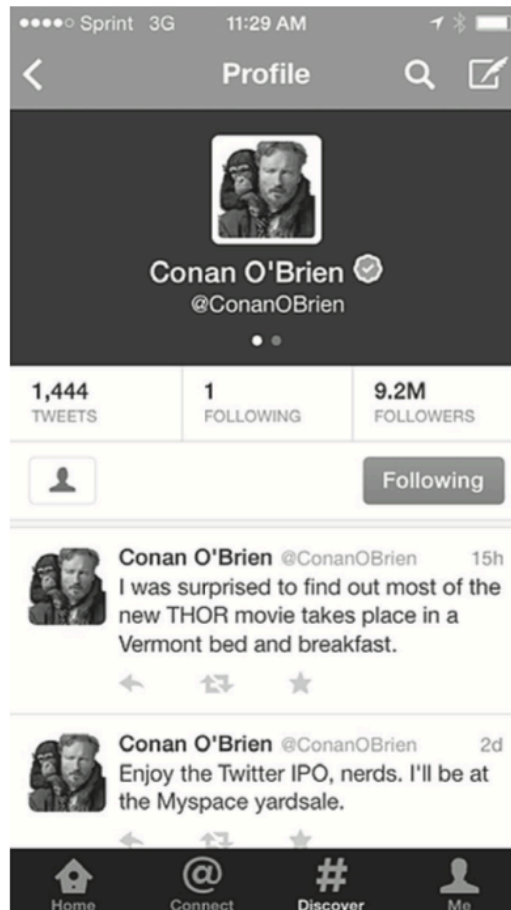 Sprint 3G 11:29 AM
Profile
Conan O'Brien
@ConanOBrien
1,444 1 9.2M
TWEETS FOLLOWING FOLLOWERS
Following
Conan O'Brien @ConanOBrien 15h
I was surprised to find out most of the
new THOR movie takes place in a
Vermont bed and breakfast.
Conan O'Brien @ConanOBrien 2d
Enjoy the Twitter IPO, nerds. I'll be at
the Myspace yardsale.
@ #
Home Connect Discover Me